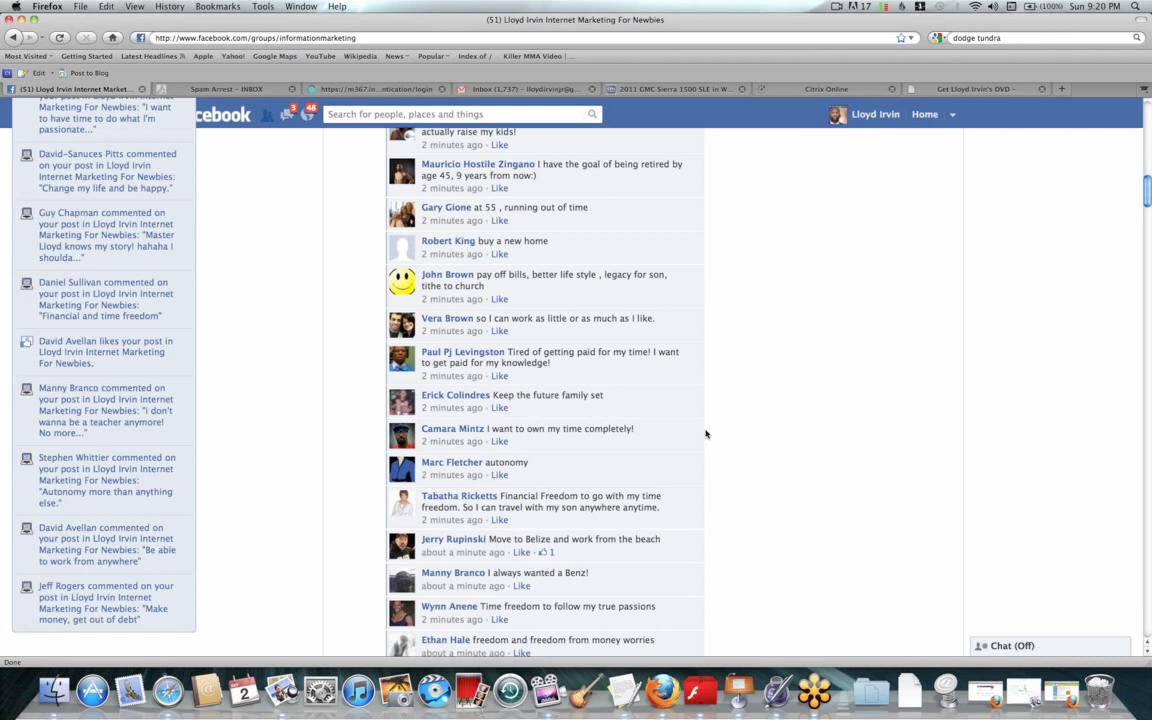 Firefox File Edit View History Bookmarks Tools Window Help
17 1 (100%) Sun 9:20 PM
(51) Lloyd Irvin Internet Marketing For Newbies
http://www.facebook.com/groups/informationmarketing
dodge tundra
Most Visited Getting Started Latest Headlines Apple Yahoo! Google Maps YouTube Wikipedia News Popular Index of / Killer MMA Video
Edit · Post to Blog
(51) Lloyd Irvin Internet Market... Spam Arrest - INBOX https://m367.in...mtication/login Inbox (1,737) - lloydirvinjr@g... 2011 GMC Sierra 1500 SLE in W... Citrix Online Get Lloyd Irvin's DVD -
cebook 3 48 Search for people, places and things Lloyd Irvin Home
Marketing For Newbies: "I want
to have time to do what I'm
passionate..."
David-Sanuces Pitts commented
on your post in Lloyd Irvin
Internet Marketing For Newbies:
"Change my life and be happy."
Guy Chapman commented on
your post in Lloyd Irvin Internet
Marketing For Newbies: "Master
Lloyd knows my story! hahaha I
shoulda..."
Daniel Sullivan commented on
your post in Lloyd Irvin Internet
Marketing For Newbies:
"Financial and time freedom"
David Avellan likes your post in
Lloyd Irvin Internet Marketing
For Newbies.
Manny Branco commented on
your post in Lloyd Irvin Internet
Marketing For Newbies: "i don't
wanna be a teacher anymore!
No more..."
Stephen Whittier commented on
your post in Lloyd Irvin Internet
Marketing For Newbies:
"Autonomy more than anything
else."
David Avellan commented on
your post in Lloyd Irvin Internet
Marketing For Newbies: "Be able
to work from anywhere"
Jeff Rogers commented on your
post in Lloyd Irvin Internet
Marketing For Newbies: "Make
money, get out of debt"
actually raise my kids!
2 minutes ago · Like
Mauricio Hostile Zingano I have the goal of being retired by
age 45, 9 years from now:)
2 minutes ago · Like
Gary Gione at 55 , running out of time
2 minutes ago · Like
Robert King buy a new home
2 minutes ago · Like
John Brown pay off bills, better life style , legacy for son,
tithe to church
2 minutes ago · Like
Vera Brown so I can work as little or as much as I like.
2 minutes ago · Like
Paul Pj Levingston Tired of getting paid for my time! I want
to get paid for my knowledge!
2 minutes ago · Like
Erick Colindres Keep the future family set
2 minutes ago · Like
Camara Mintz I want to own my time completely!
2 minutes ago · Like
Marc Fletcher autonomy
2 minutes ago · Like
Tabatha Ricketts Financial Freedom to go with my time
freedom. So I can travel with my son anywhere anytime.
2 minutes ago · Like
Jerry Rupinski Move to Belize and work from the beach
about a minute ago · Like · 1
Manny Branco I always wanted a Benz!
about a minute ago · Like
Wynn Anene Time freedom to follow my true passions
2 minutes ago · Like
Ethan Hale freedom and freedom from money worries
about a minute ago · Like
Chat (Off)
Done
2